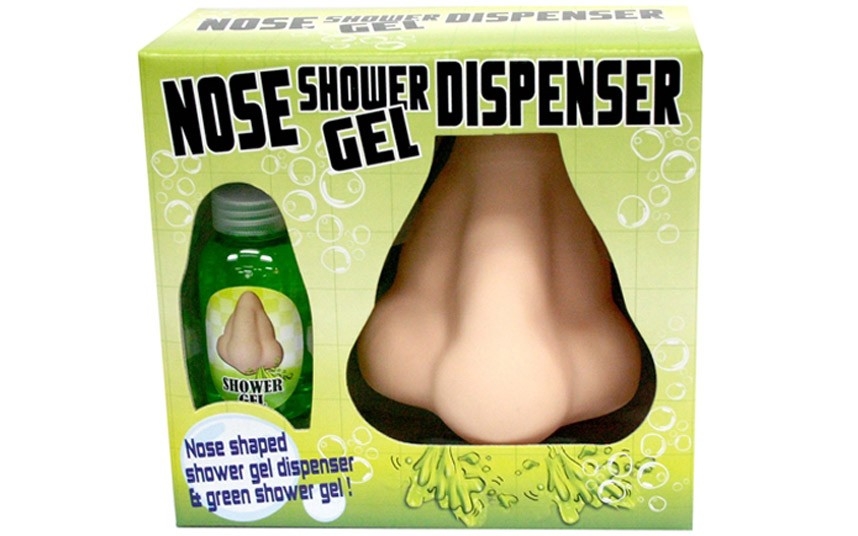 NOSE SHOWER GEL DISPENSER
NOSE SHOWER GEL DISPENSER
SHOWER
GEL
Nose shaped
shower gel dispenser
& green shower gel !